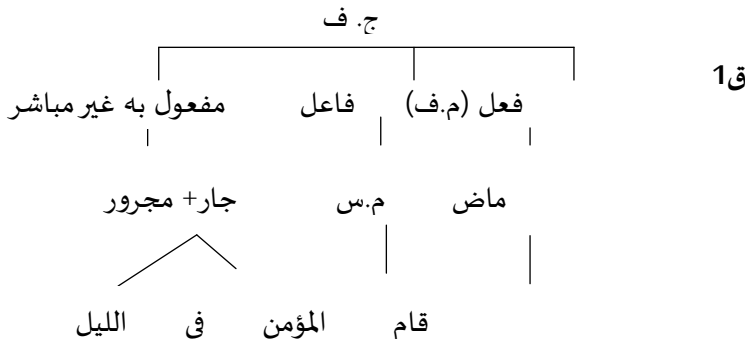 ج. ف
ق1
فعل (م.ف) فاعل مفعول به غير مباشر
ماض م.س جار+ مجرور
قام المؤمن فى الليل